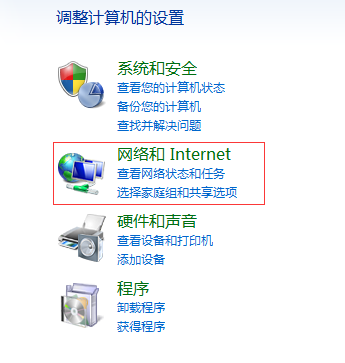 调整计算机的设置
系统和安全
查看您的计算机状态
备份您的计算机
查找并解决问题
网络和 Internet
查看网络状态和任务
选择家庭组和共享选项
硬件和声音
查看设备和打印机
添加设备
程序
卸载程序
获得程序